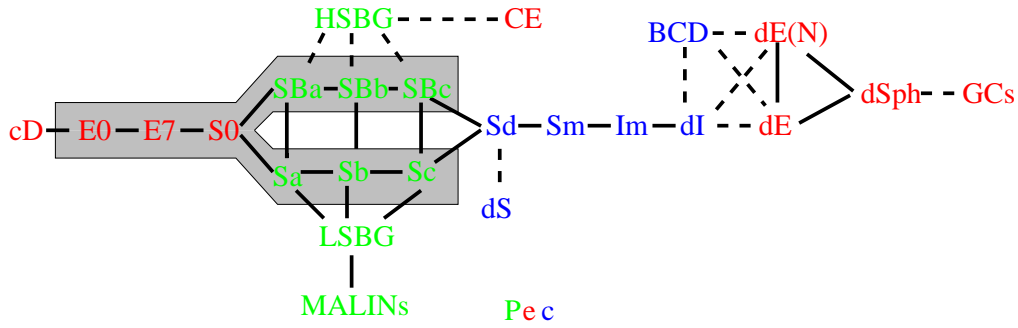 HSBG CE BCD dE(N)
SBa SBb SBc dSph GCs
cD E0 E7 S0 Sd Sm Im dI dE
Sa Sb Sc
dS
LSBG
MALINs Pec